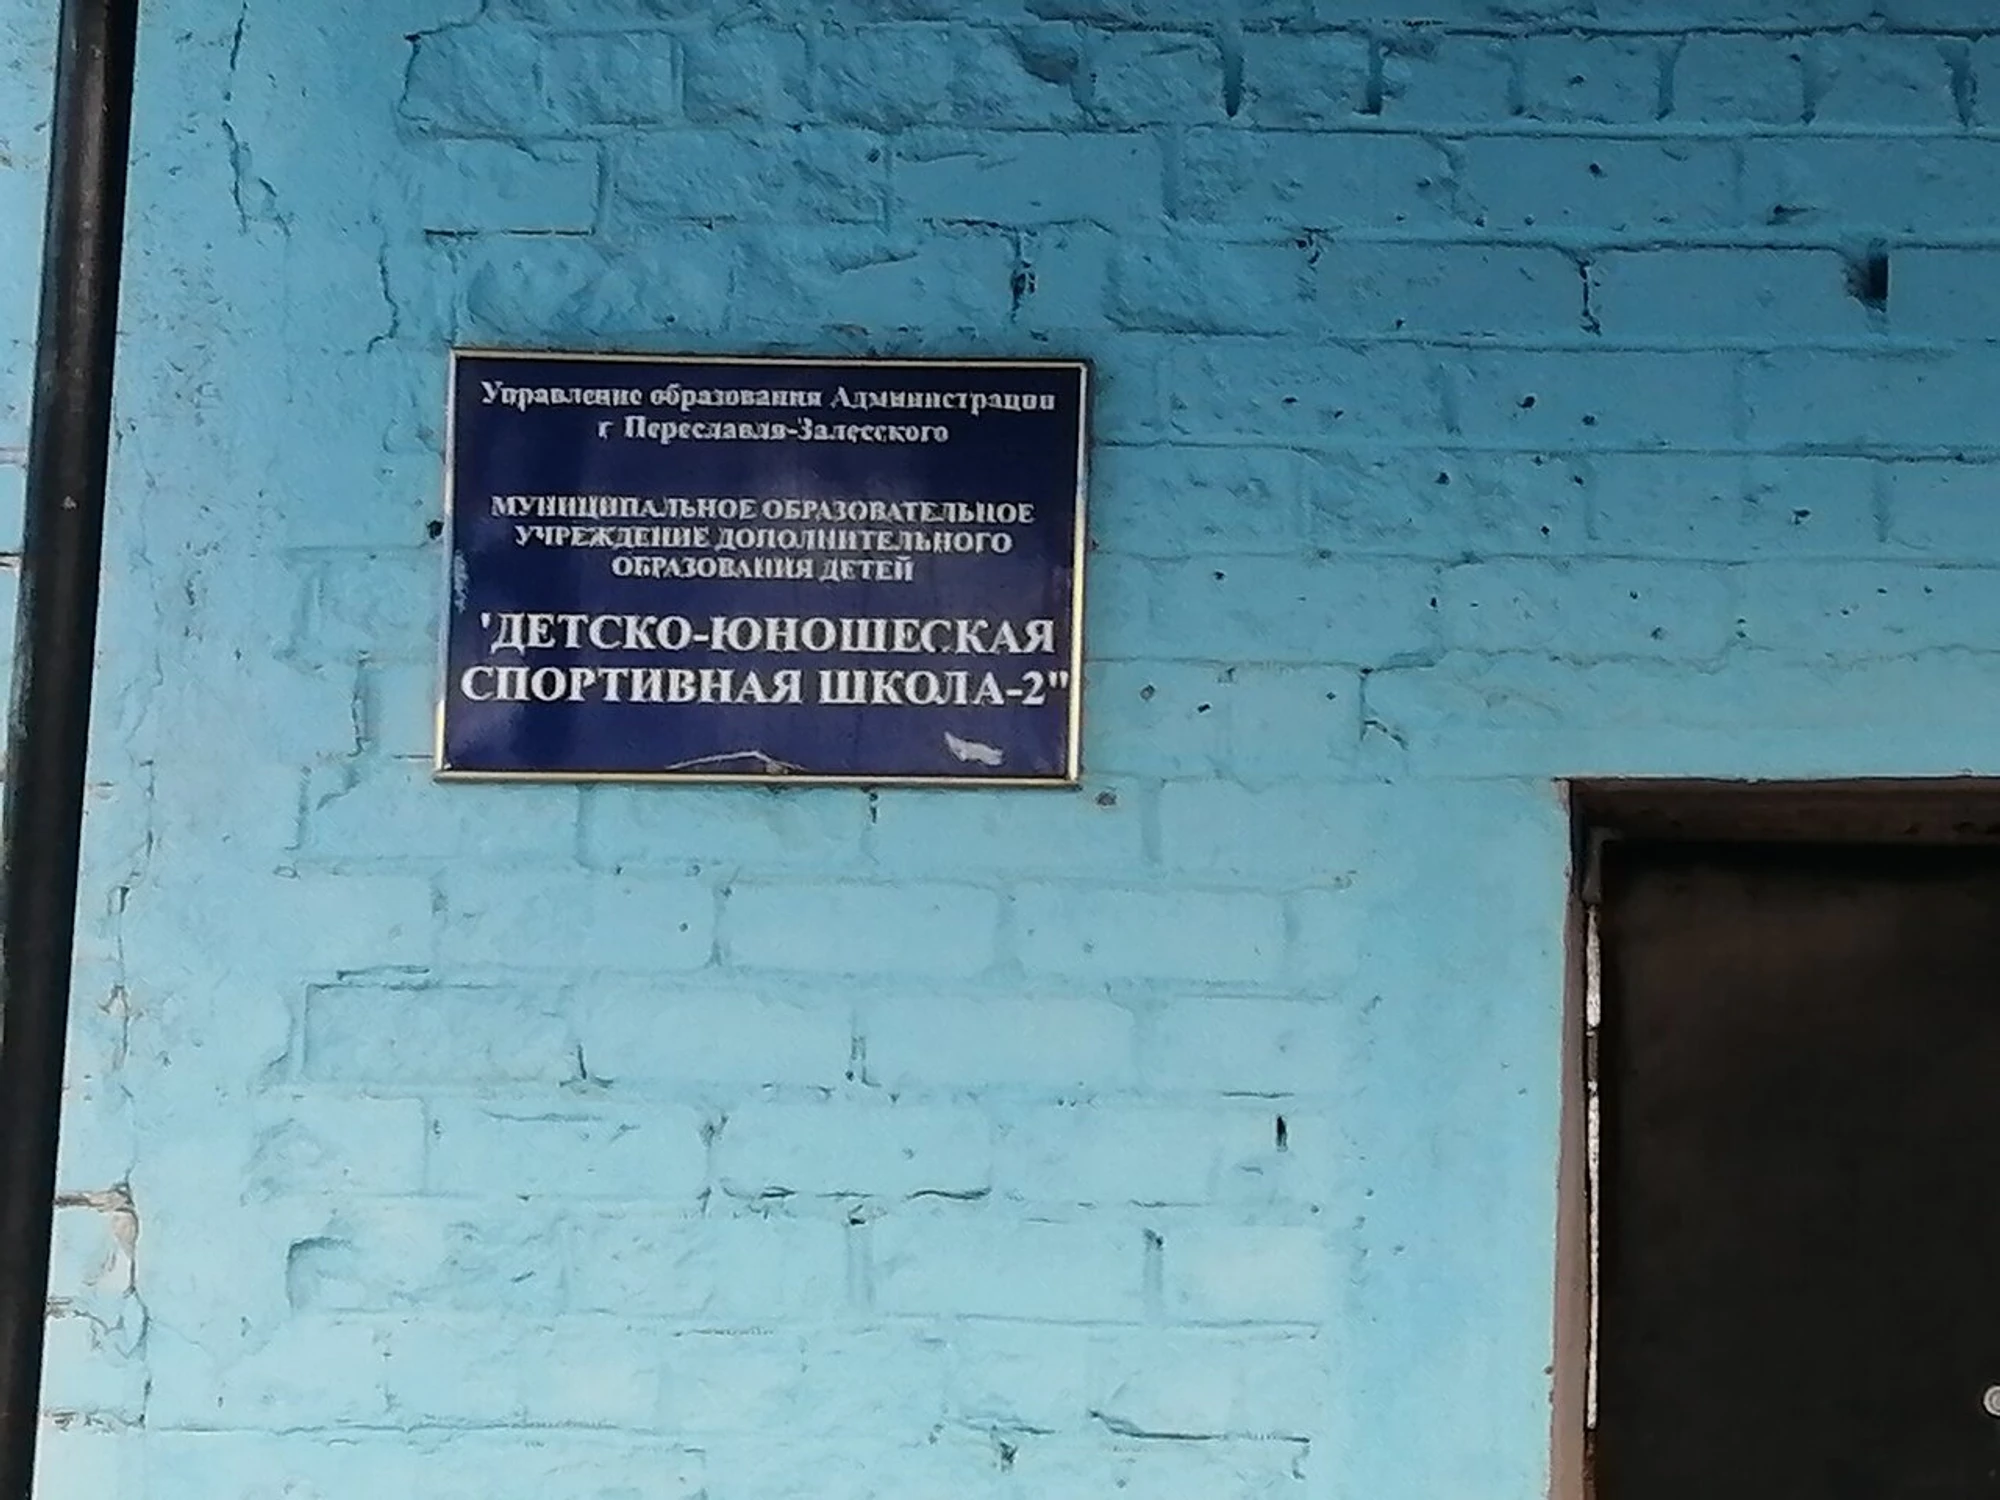 Управление образования Администрации
г Переславля-Залесского
МУНИЦИПАЛЬНОЕ ОБРАЗОВАТЕЛЬНОЕ
УЧРЕЖДЕНИЕ ДОПОЛНИТЕЛЬНОГО
ОБРАЗОВАНИЯ ДЕТЕЙ
'ДЕТСКО-ЮНОШЕСКАЯ
СПОРТИВНАЯ ШКОЛА-2"